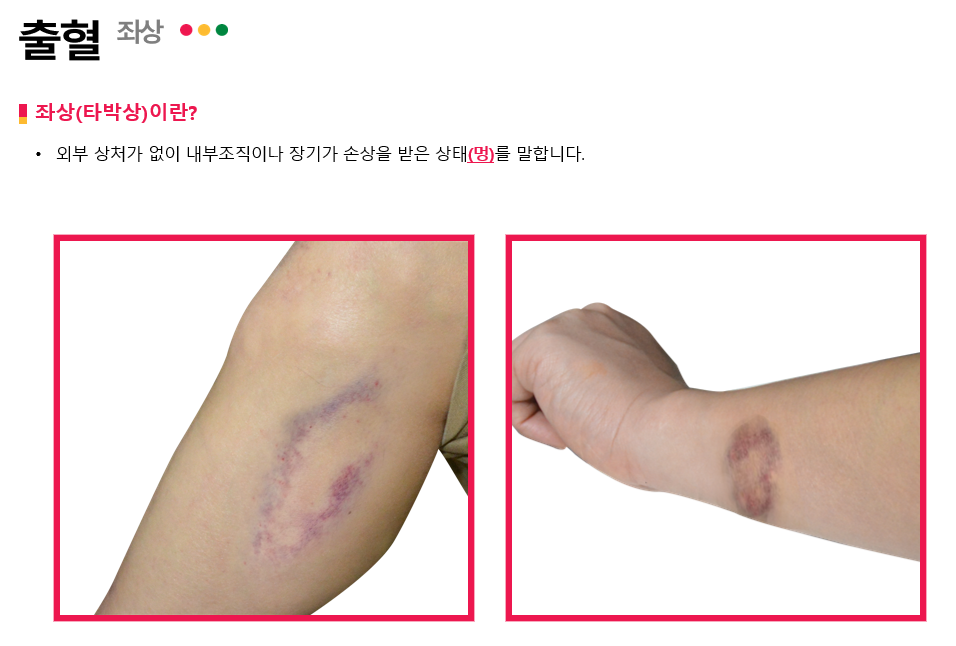 출혈 좌상
좌상(타박상)이란?
• 외부 상처가 없이 내부조직이나 장기가 손상을 받은 상태(멍)를 말합니다.